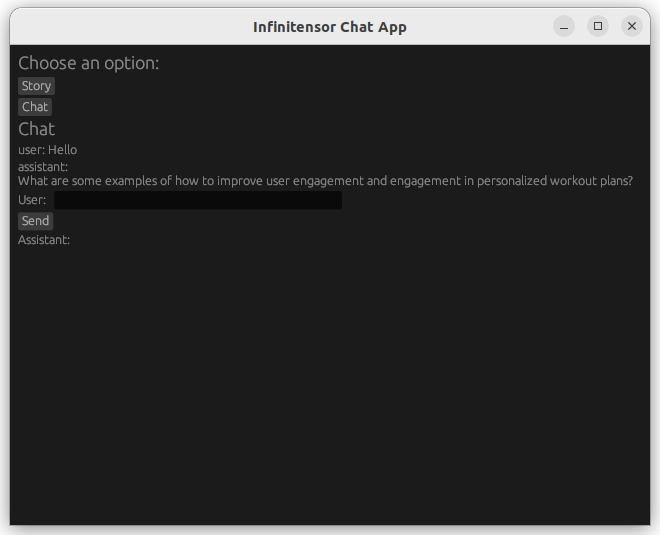 Infinitensor Chat App
Choose an option:
Story
Chat
Chat
user: Hello
assistant:
What are some examples of how to improve user engagement and engagement in personalized workout plans?
User:
Send
Assistant: